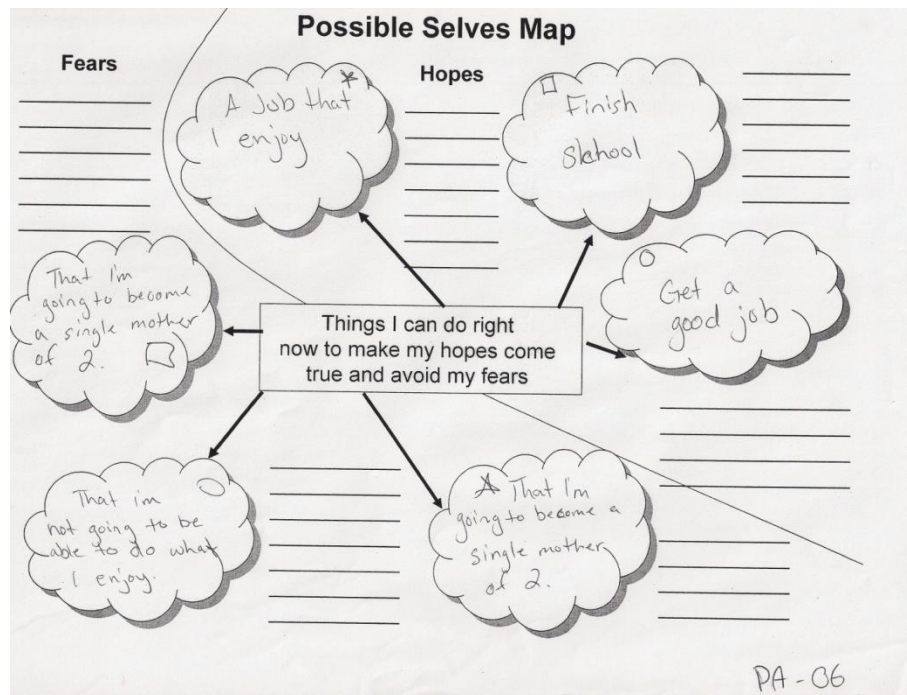 Possible Selves Map
Fears
Hopes
A Job that
I enjoy
Finish
Skhool
Get a
good job
That I'm
going to become
a single mother
of 2.
Things I can do right
now to make my hopes come
true and avoid my fears
That im
not going to be
able to do what
I enjoy.
That I'm
going to become a
single mother
of 2.
PA-06